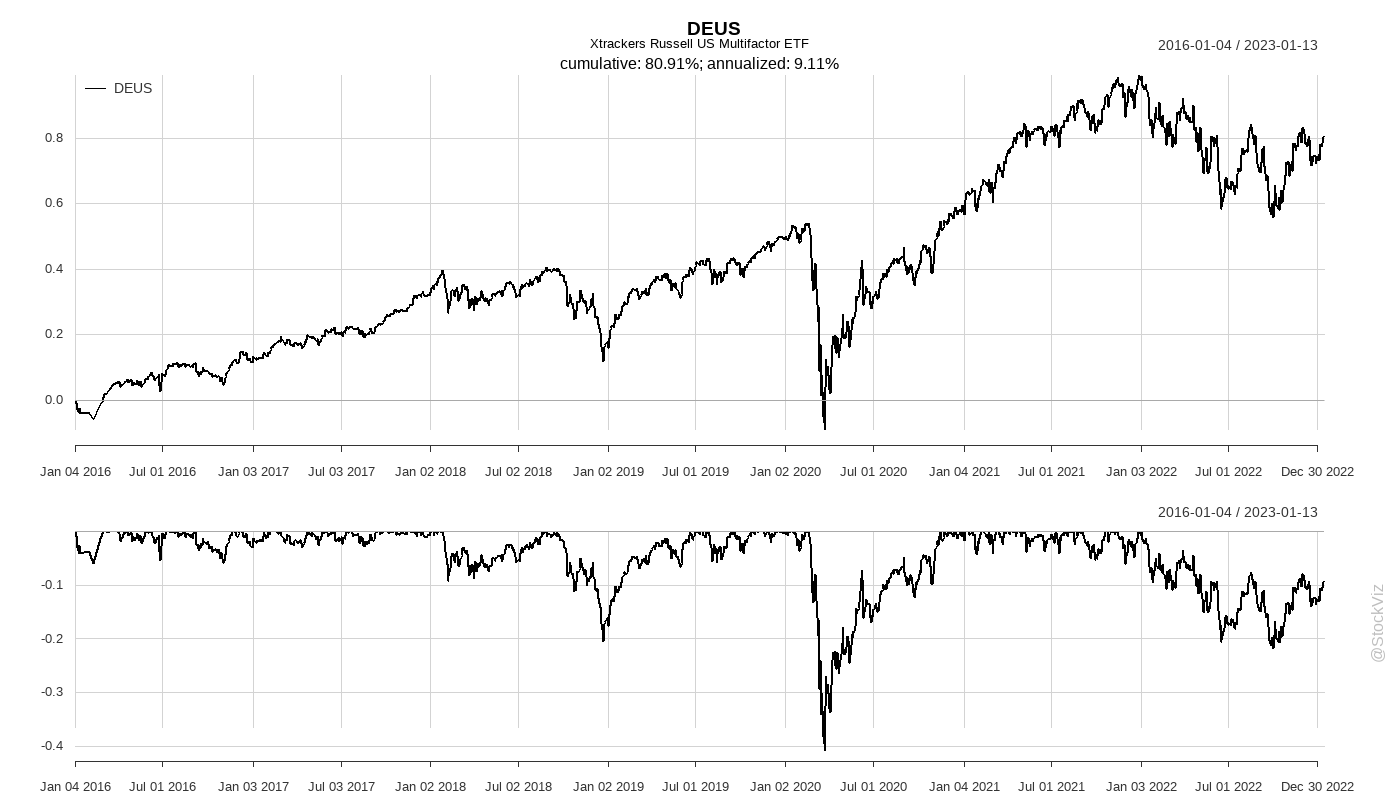 DEUS
Xtrackers Russell US Multifactor ETF
2016-01-04 / 2023-01-13
cumulative: 80.91%; annualized: 9.11%
DEUS
0.8
0.6
0.4
0.2
0.0
Jan 04 2016 Jul 01 2016 Jan 03 2017 Jul 03 2017 Jan 02 2018 Jul 02 2018 Jan 02 2019 Jul 01 2019 Jan 02 2020 Jul 01 2020 Jan 04 2021 Jul 01 2021 Jan 03 2022 Jul 01 2022 Dec 30 2022
2016-01-04 / 2023-01-13
-0.1
-0.2
-0.3
-0.4
Jan 04 2016 Jul 01 2016 Jan 03 2017 Jul 03 2017 Jan 02 2018 Jul 02 2018 Jan 02 2019 Jul 01 2019 Jan 02 2020 Jul 01 2020 Jan 04 2021 Jul 01 2021 Jan 03 2022 Jul 01 2022 Dec 30 2022
@StockViz